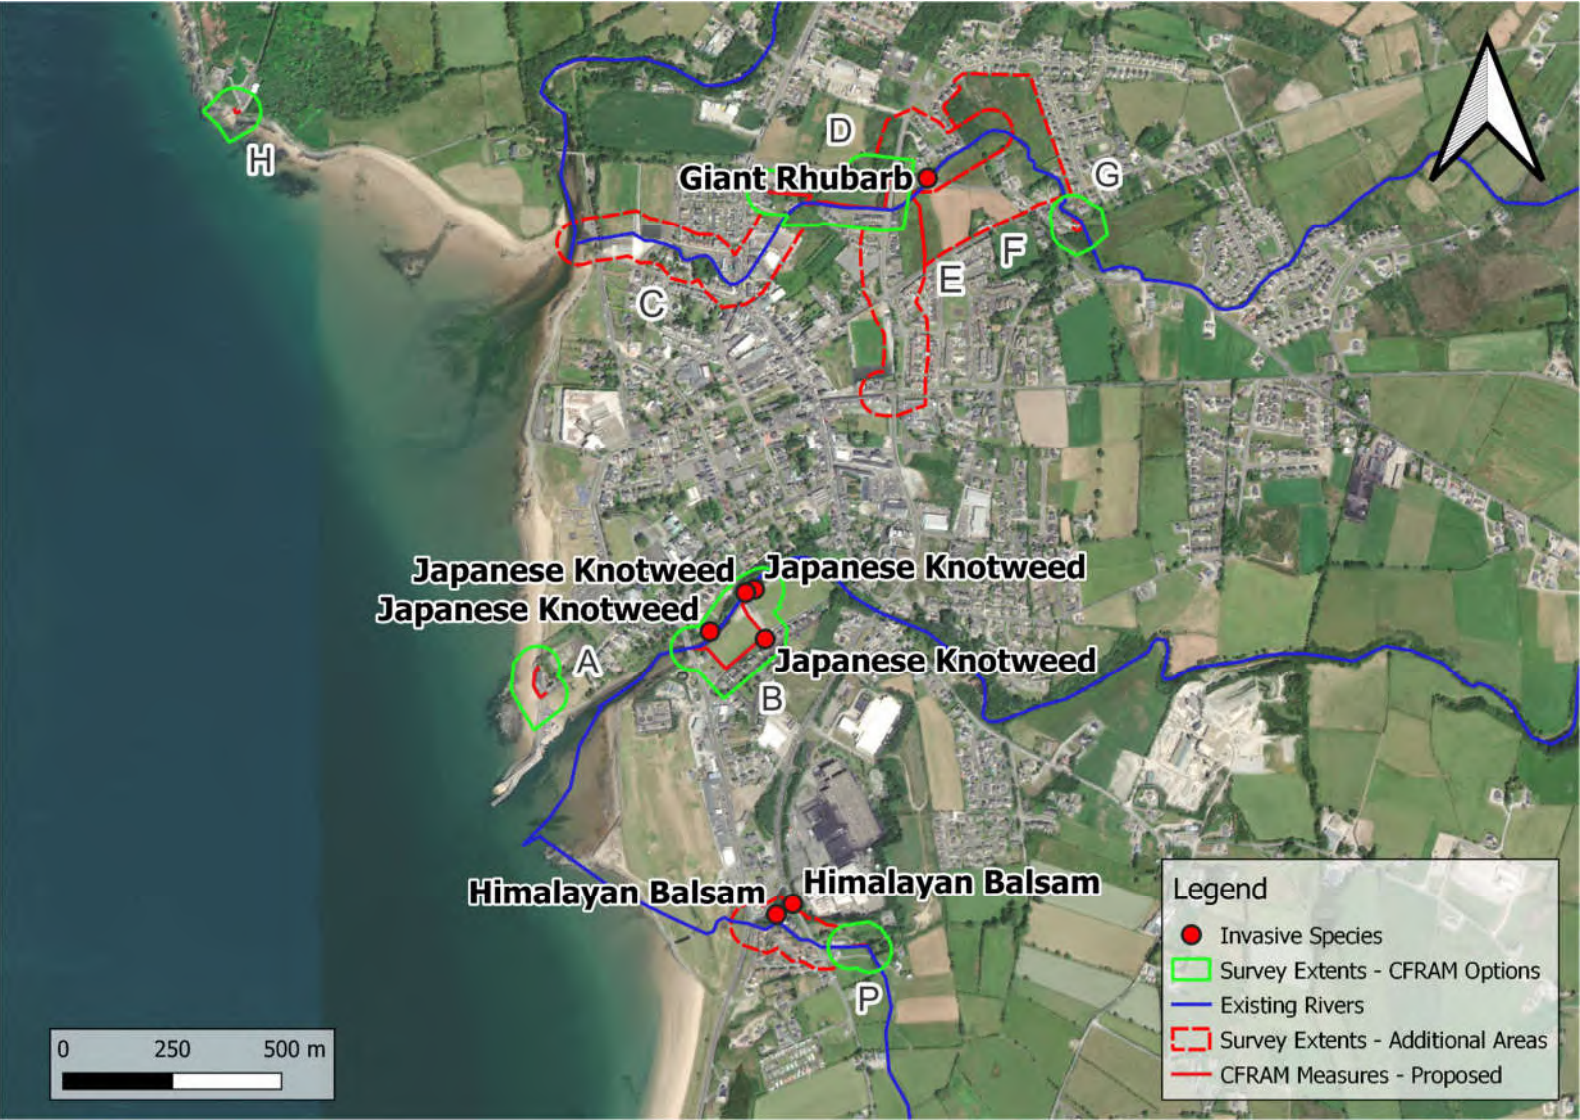 H
D
Giant Rhubarb
G
F
E
C
Japanese Knotweed
Japanese Knotweed
Japanese Knotweed
A
Japanese Knotweed
B
Himalayan Balsam
Himalayan Balsam
P
Legend
Invasive Species
Survey Extents - CFRAM Options
Existing Rivers
Survey Extents - Additional Areas
CFRAM Measures - Proposed
0 250 500 m